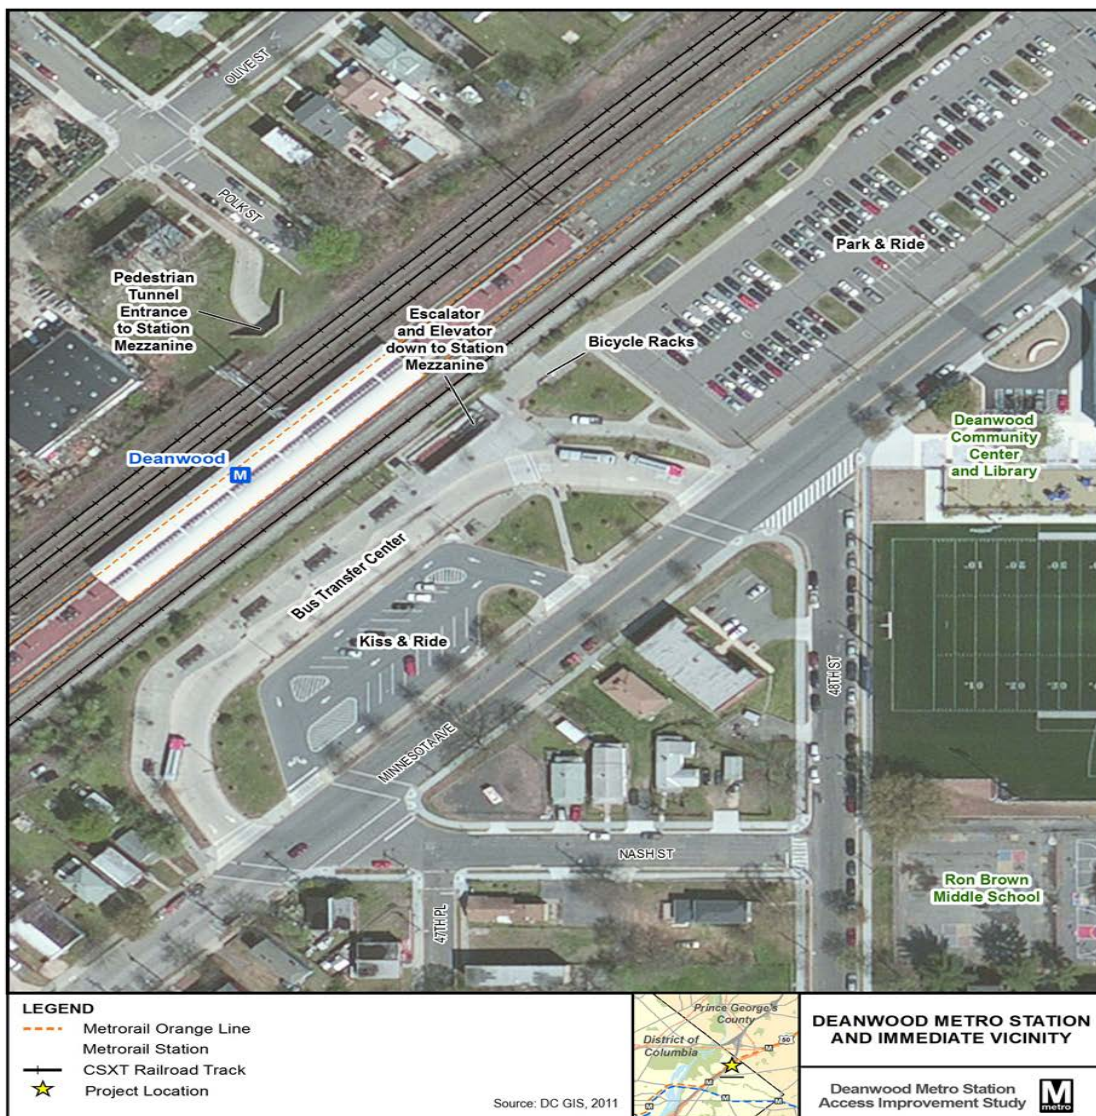 OLIVE ST
POLK ST
Pedestrian
Tunnel
Entrance
to Station
Mezzanine
Escalator
and Elevator
down to Station
Mezzanine
Bicycle Racks
Park & Ride
Deanwood
M
Deanwood
Community
Center
and Library
Bus Transfer Center
Kiss & Ride
MINNESOTA AVE
48TH ST
NASH ST
47TH PL
Ron Brown
Middle School
LEGEND
Metrorail Orange Line
Metrorail Station
CSXT Railroad Track
Project Location
Source: DC GIS, 2011
Prince George's
County
District of
Columbia
50
M
M
M
M
DEANWOOD METRO STATION
AND IMMEDIATE VICINITY
Deanwood Metro Station
Access Improvement Study
M
metro